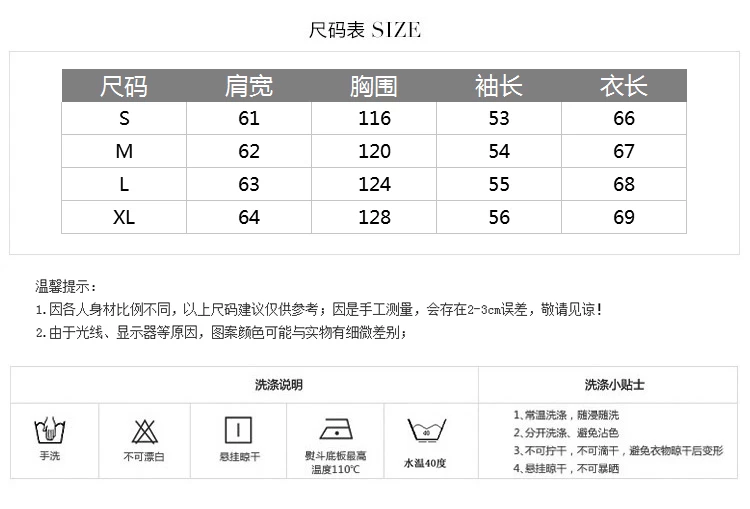 尺码表 SIZE
尺码 肩宽 胸围 袖长 衣长
S 61 116 53 66
M 62 120 54 67
L 63 124 55 68
XL 64 128 56 69
温馨提示：
1.因各人身材比例不同，以上尺码建议仅供参考；因是手工测量，会存在2-3cm误差，敬请见谅！
2.由于光线、显示器等原因，图案颜色可能与实物有细微差别；
洗涤说明
手洗
不可漂白
悬挂晾干
熨斗底板最高
温度110℃
40
水温40度
洗涤小贴士
1、常温洗涤，随浸随洗
2、分开洗涤、避免沾色
3、不可拧干，不可滴干，避免衣物晾干后变形
4、悬挂晾干，不可暴晒